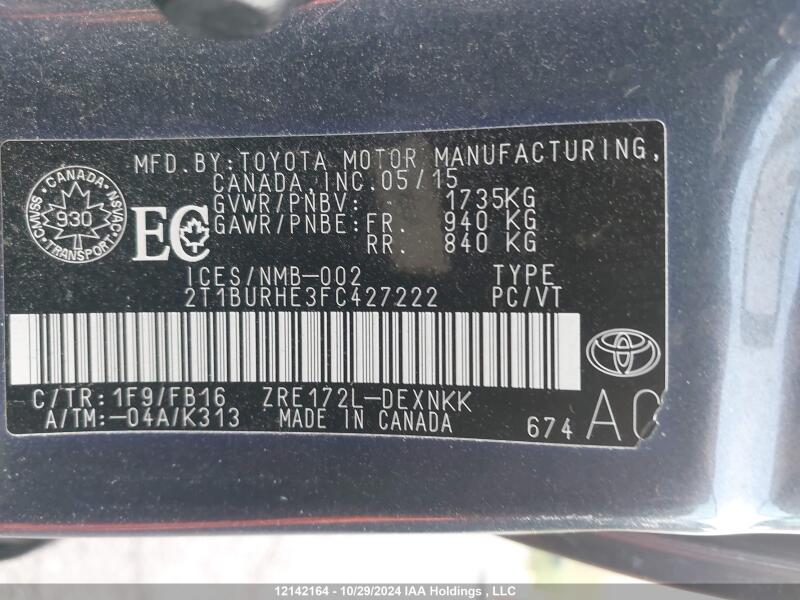 MFD.BY:TOYOTA MOTOR MANUFACTURING,
CANADA, INC.05/15
GVWR/PNBV: 1735KG
GAWR/PNBE:FR. 940 KG
RR. 840 KG
CANADA
CMVSS NSVAC
930
TRANSPORT
EC
ICES/NMB-002 TYPE
2T1BURHE3FC427222 PC/VT
C/TR:1F9/FB16 ZRE172L-DEXNKK
A/TM:-04A/K313 MADE IN CANADA 674 AC
12142164 - 10/29/2024 IAA Holdings , LLC